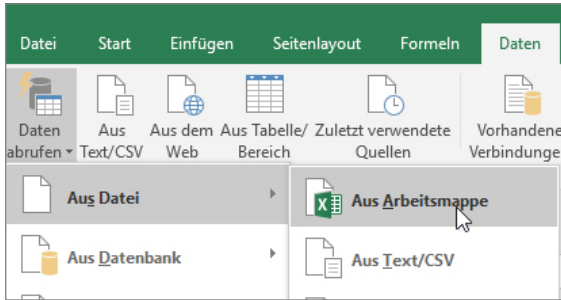 Datei Start Einfügen Seitenlayout Formeln Daten
Daten abrufen
Aus Text/CSV
Aus dem Web
Aus Tabelle/ Bereich
Zuletzt verwendete Quellen
Vorhandene Verbindunge
Aus Datei
Aus Arbeitsmappe
Aus Datenbank
Aus Text/CSV